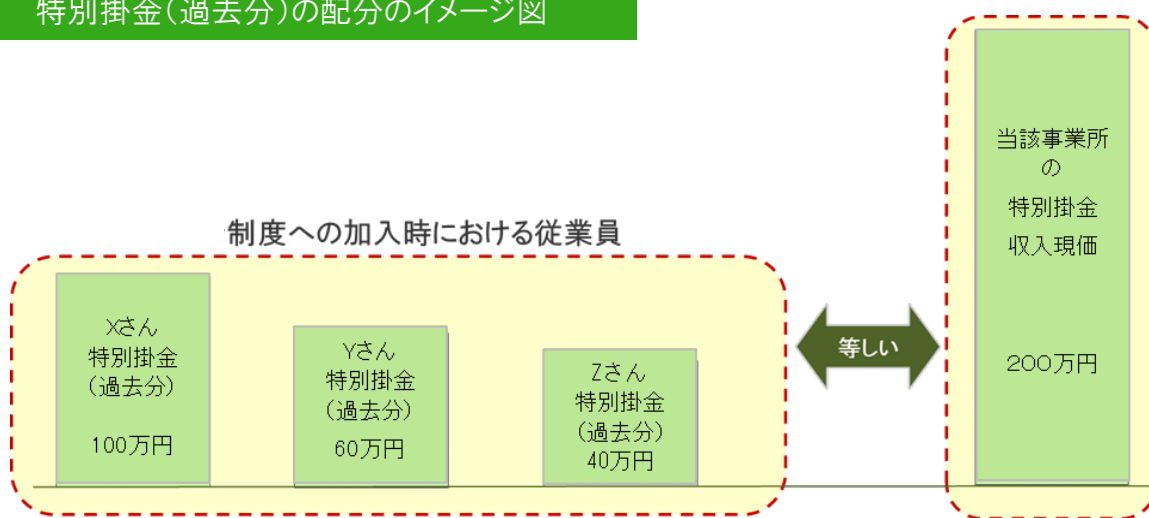 特別掛金(過去分)の配分のイメージ図
制度への加入時における従業員
Xさん
特別掛金
(過去分)
100万円
Yさん
特別掛金
(過去分)
60万円
Zさん
特別掛金
(過去分)
40万円
等しい
当該事業所
の
特別掛金
収入現価
200万円